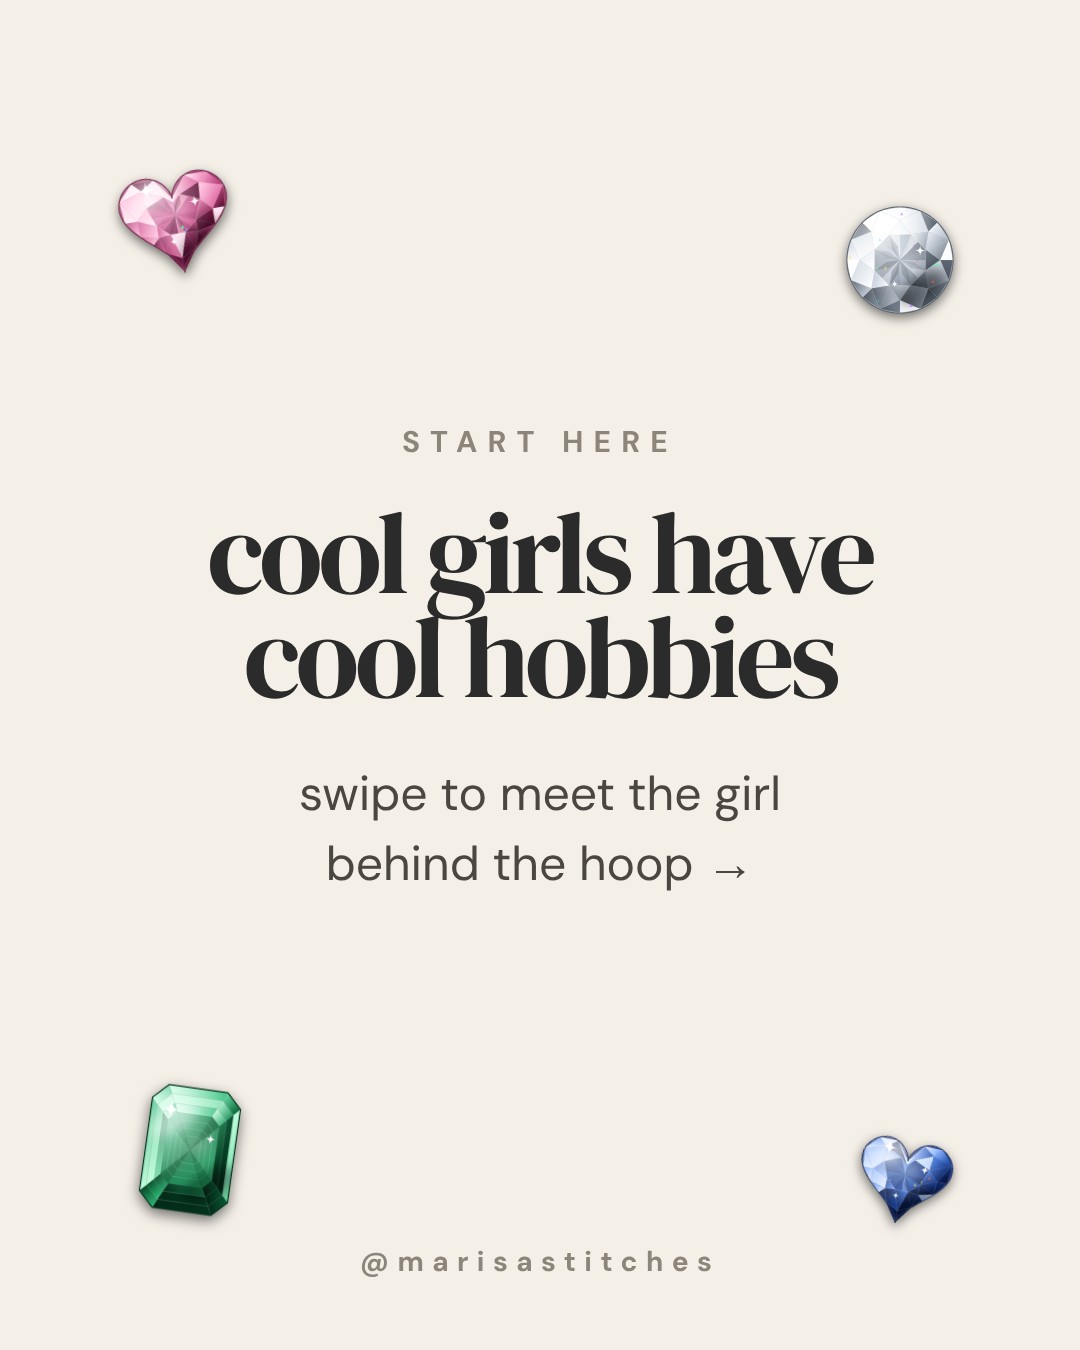 START HERE
cool girls have
cool hobbies
swipe to meet the girl
behind the hoop →
@marisastitches